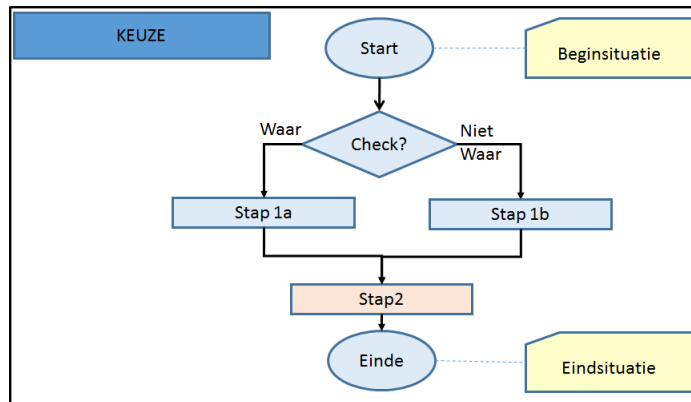 KEUZE
Start
Beginsituatie
Waar
Check?
Niet
Waar
Stap 1a
Stap 1b
Stap2
Einde
Eindsituatie